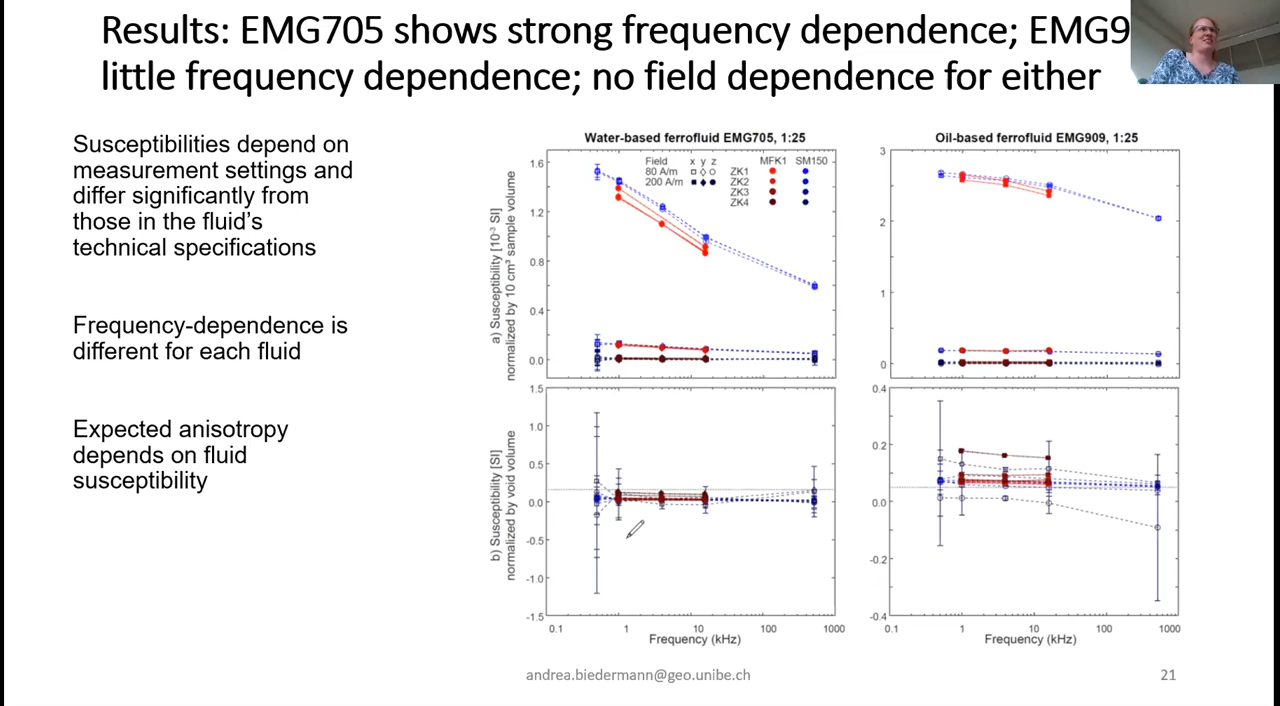 Results: EMG705 shows strong frequency dependence; EMG9
little frequency dependence; no field dependence for either
Susceptibilities depend on
measurement settings and
differ significantly from
those in the fluid's
technical specifications
Frequency-dependence is
different for each fluid
Expected anisotropy
depends on fluid
susceptibility
Water-based ferrofluid EMG705, 1:25
Field x y z
80 A/m
200 A/m
MFK1 SM150
ZK1
ZK2
ZK3
ZK4
a) Susceptibility [10⁻³ SI]
normalized by 10 cm³ sample volume
1.6
1.2
0.8
0.4
0.0
Oil-based ferrofluid EMG909, 1:25
3
2
1
0
b) Susceptibility [SI]
normalized by void volume
1.5
1.0
0.5
0.0
-0.5
-1.0
-1.5
0.1 1 10 100 1000
Frequency (kHz)
0.4
0.2
0.0
-0.2
-0.4
0.1 1 10 100 1000
Frequency (kHz)
andrea.biedermann@geo.unibe.ch
21